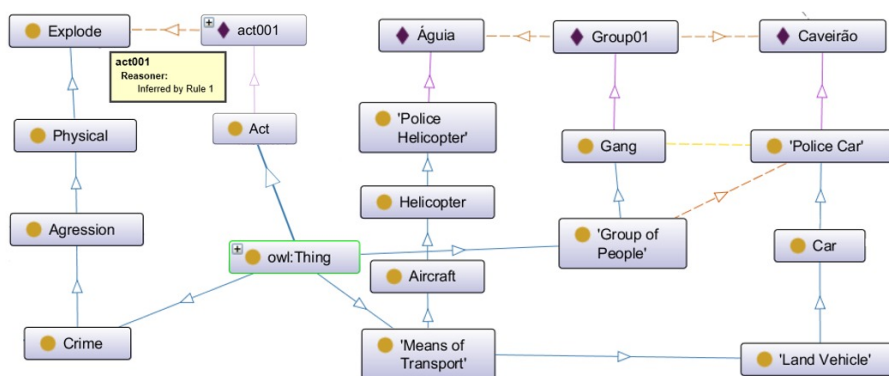 Explode
act001
Águia
Group01
Caveirão
act001
Reasoner:
Inferred by Rule 1
Physical
Act
'Police
Helicopter'
Gang
'Police Car'
Agression
Helicopter
'Group of
People'
Car
owl:Thing
Aircraft
Crime
'Means of
Transport'
'Land Vehicle'